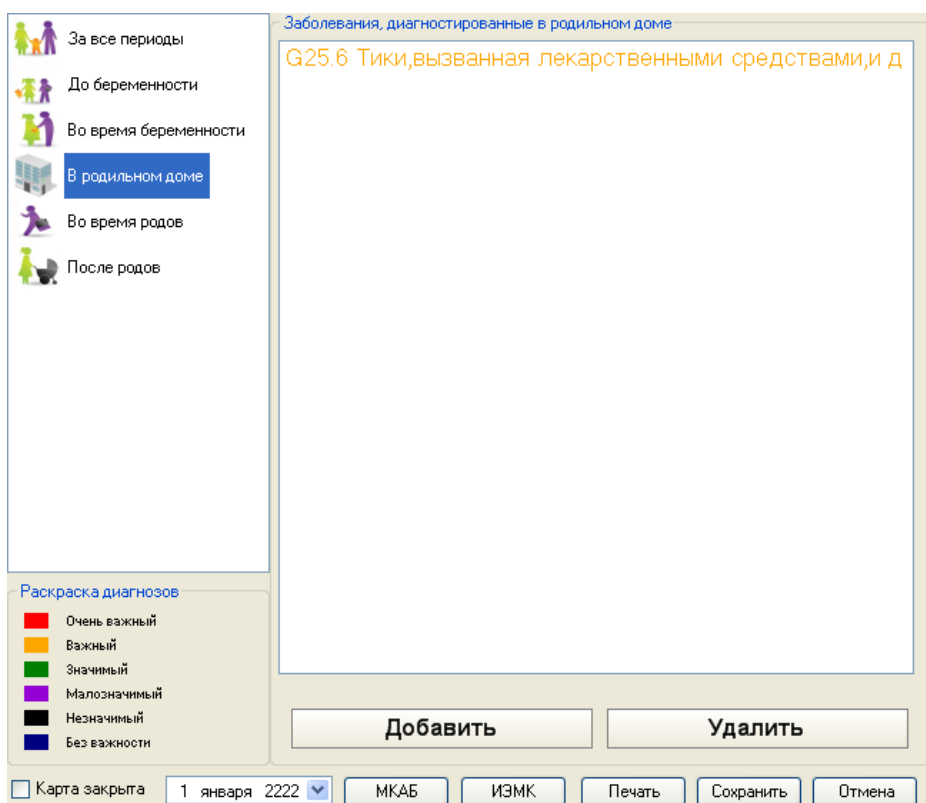 За все периоды
До беременности
Во время беременности
В родильном доме
Во время родов
После родов
Заболевания, диагностированные в родильном доме
G25.6 Тики,вызванная лекарственными средствами,и д
Раскраска диагнозов
Очень важный
Важный
Значимый
Малозначимый
Незначимый
Без важности
Добавить
Удалить
Карта закрыта
1 января 2222
МКАБ
ИЗМК
Печать
Сохранить
Отмена